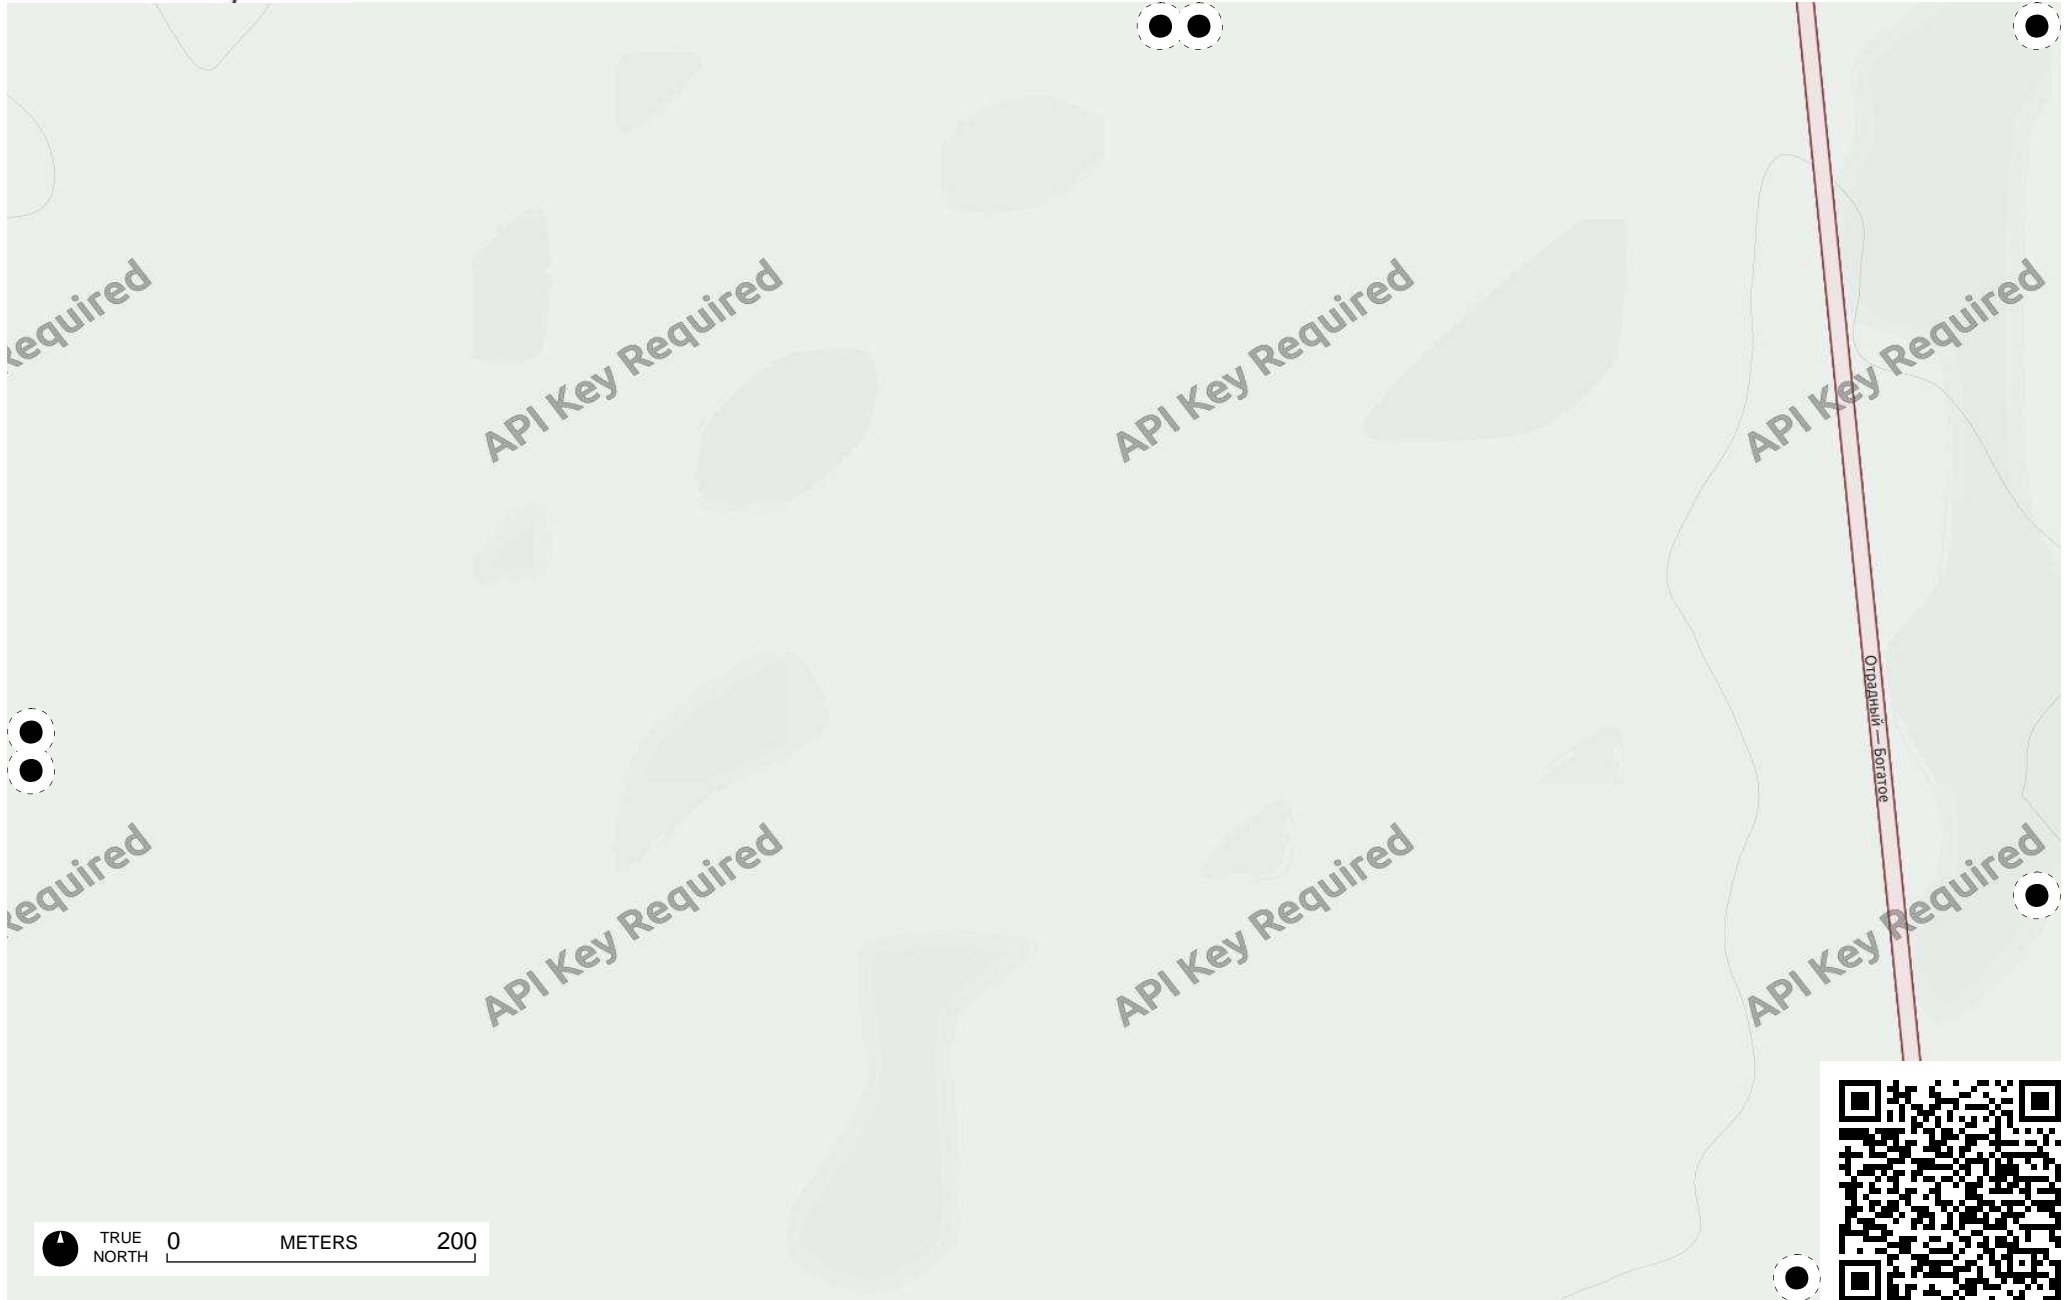 Required
API Key Required
API Key Required
API Key Required
Отрадный — Богатое
Required
API Key Required
API Key Required
API Key Required
TRUE
NORTH
0 METERS 200